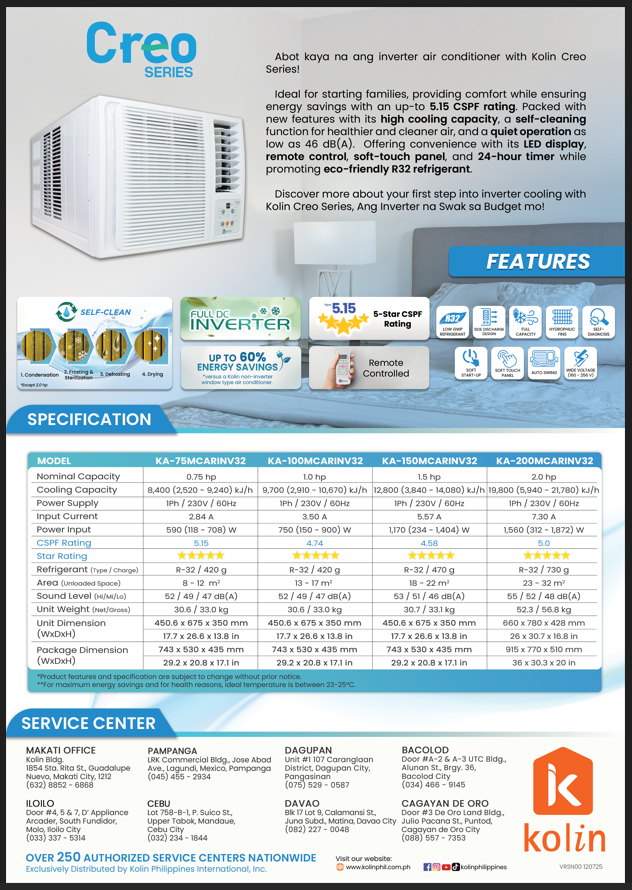 Creo
SERIES
Abot kaya na ang inverter air conditioner with Kolin Creo
Series!
Ideal for starting families, providing comfort while ensuring
energy savings with an up-to 5.15 CSPF rating. Packed with
new features with its high cooling capacity, a self-cleaning
function for healthier and cleaner air, and a quiet operation as
low as 46 dB(A). Offering convenience with its LED display,
remote control, soft-touch panel, and 24-hour timer while
promoting eco-friendly R32 refrigerant.
Discover more about your first step into inverter cooling with
Kolin Creo Series, Ang Inverter na Swak sa Budget mo!
FEATURES
SELF-CLEAN
1. Condensation
2. Frosting &
Sterilization
3. Defrosting
4. Drying
*Except 2.0 hp
FULL DC
INVERTER
UP TO 60%
ENERGY SAVINGS
*versus a Kolin non-inverter
window type air conditioner.
5.15
5-Star CSPF
Rating
Remote
Controlled
R32
LOW GWP
REFRIGERANT
SIDE DISCHARGE
DESIGN
FULL
CAPACITY
HYDROPHILIC
FINS
SELF-
DIAGNOSIS
SOFT
START-UP
SOFT TOUCH
PANEL
AUTO SWING
WIDE VOLTAGE
(160 - 256 V)
SPECIFICATION
MODEL KA-75MCARINV32 KA-100MCARINV32 KA-150MCARINV32 KA-200MCARINV32
Nominal Capacity 0.75 hp 1.0 hp 1.5 hp 2.0 hp
Cooling Capacity 8,400 (2,520 - 9,240) kJ/h 9,700 (2,910 - 10,670) kJ/h 12,800 (3,840 - 14,080) kJ/h 19,800 (5,940 - 21,780) kJ/h
Power Supply 1Ph / 230V / 60Hz 1Ph / 230V / 60Hz 1Ph / 230V / 60Hz 1Ph / 230V / 60Hz
Input Current 2.84 A 3.50 A 5.57 A 7.30 A
Power Input 590 (118 - 708) W 750 (150 - 900) W 1,170 (234 - 1,404) W 1,560 (312 - 1,872) W
CSPF Rating 5.15 4.74 4.58 5.0
Star Rating
Refrigerant (Type / Charge) R-32 / 420 g R-32 / 420 g R-32 / 470 g R-32 / 730 g
Area (Unloaded Space) 8 - 12 m² 13 - 17 m² 18 - 22 m² 23 - 32 m²
Sound Level (Hi/Mi/Lo) 52 / 49 / 47 dB(A) 52 / 49 / 47 dB(A) 53 / 51 / 46 dB(A) 55 / 52 / 48 dB(A)
Unit Weight (Net/Gross) 30.6 / 33.0 kg 30.6 / 33.0 kg 30.7 / 33.1 kg 52.3 / 56.8 kg
Unit Dimension 450.6 x 675 x 350 mm 450.6 x 675 x 350 mm 450.6 x 675 x 350 mm 660 x 780 x 428 mm
(WxDxH) 17.7 x 26.6 x 13.8 in 17.7 x 26.6 x 13.8 in 17.7 x 26.6 x 13.8 in 26 x 30.7 x 16.8 in
Package Dimension 743 x 530 x 435 mm 743 x 530 x 435 mm 743 x 530 x 435 mm 915 x 770 x 510 mm
(WxDxH) 29.2 x 20.8 x 17.1 in 29.2 x 20.8 x 17.1 in 29.2 x 20.8 x 17.1 in 36 x 30.3 x 20 in
*Product features and specification are subject to change without prior notice.
**For maximum energy savings and for health reasons, ideal temperature is between 23-25°C.
SERVICE CENTER
MAKATI OFFICE
Kolin Bldg.
1854 Sta. Rita St., Guadalupe
Nuevo, Makati City, 1212
(632) 8852 - 6868
PAMPANGA
LRK Commercial Bldg., Jose Abad
Ave., Lagundi, Mexico, Pampanga
(045) 455 - 2934
DAGUPAN
Unit #1 107 Caranglaan
District, Dagupan City,
Pangasinan
(075) 529 - 0587
BACOLOD
Door #A-2 & A-3 UTC Bldg.,
Alunan St., Brgy. 36,
Bacolod City
(034) 466 - 9145
ILOILO
Door #4, 5 & 7, D' Appliance
Arcader, South Fundidor,
Molo, Iloilo City
(033) 337 - 5314
CEBU
Lot 758-B-1, P. Suico St.,
Upper Tabok, Mandaue,
Cebu City
(032) 234 - 1844
DAVAO
Blk 17 Lot 9, Calamansi St.,
Juna Subd., Matina, Davao City
(082) 227 - 0048
CAGAYAN DE ORO
Door #3 De Oro Land Bldg.,
Julio Pacana St., Puntod,
Cagayan de Oro City
(088) 557 - 7353
kolin
OVER 250 AUTHORIZED SERVICE CENTERS NATIONWIDE
Exclusively Distributed by Kolin Philippines International, Inc.
Visit our website:
www.kolinphil.com.ph
kolinphilippines
VRSN00 120725